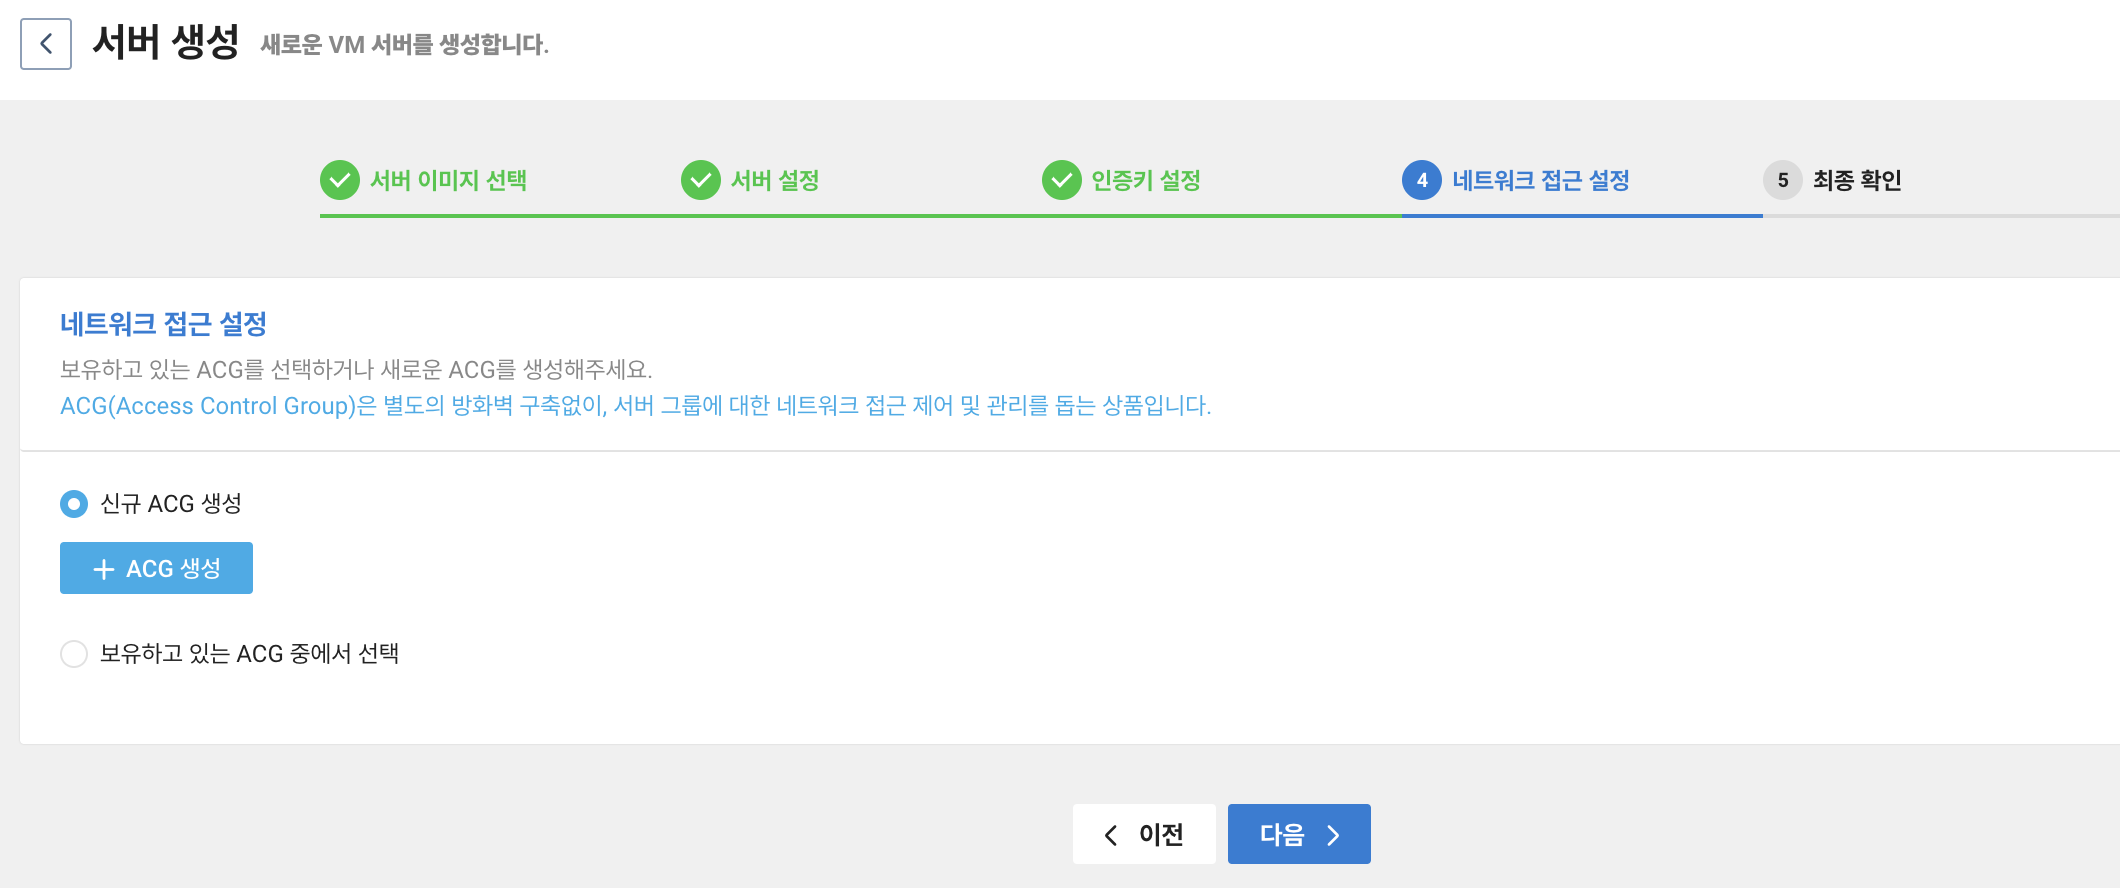 서버 생성 새로운 VM 서버를 생성합니다.
서버 이미지 선택 서버 설정 인증키 설정 4 네트워크 접근 설정 5 최종 확인
네트워크 접근 설정
보유하고 있는 ACG를 선택하거나 새로운 ACG를 생성해주세요.
ACG(Access Control Group)은 별도의 방화벽 구축없이, 서버 그룹에 대한 네트워크 접근 제어 및 관리를 돕는 상품입니다.
신규 ACG 생성
+ ACG 생성
보유하고 있는 ACG 중에서 선택
이전 다음